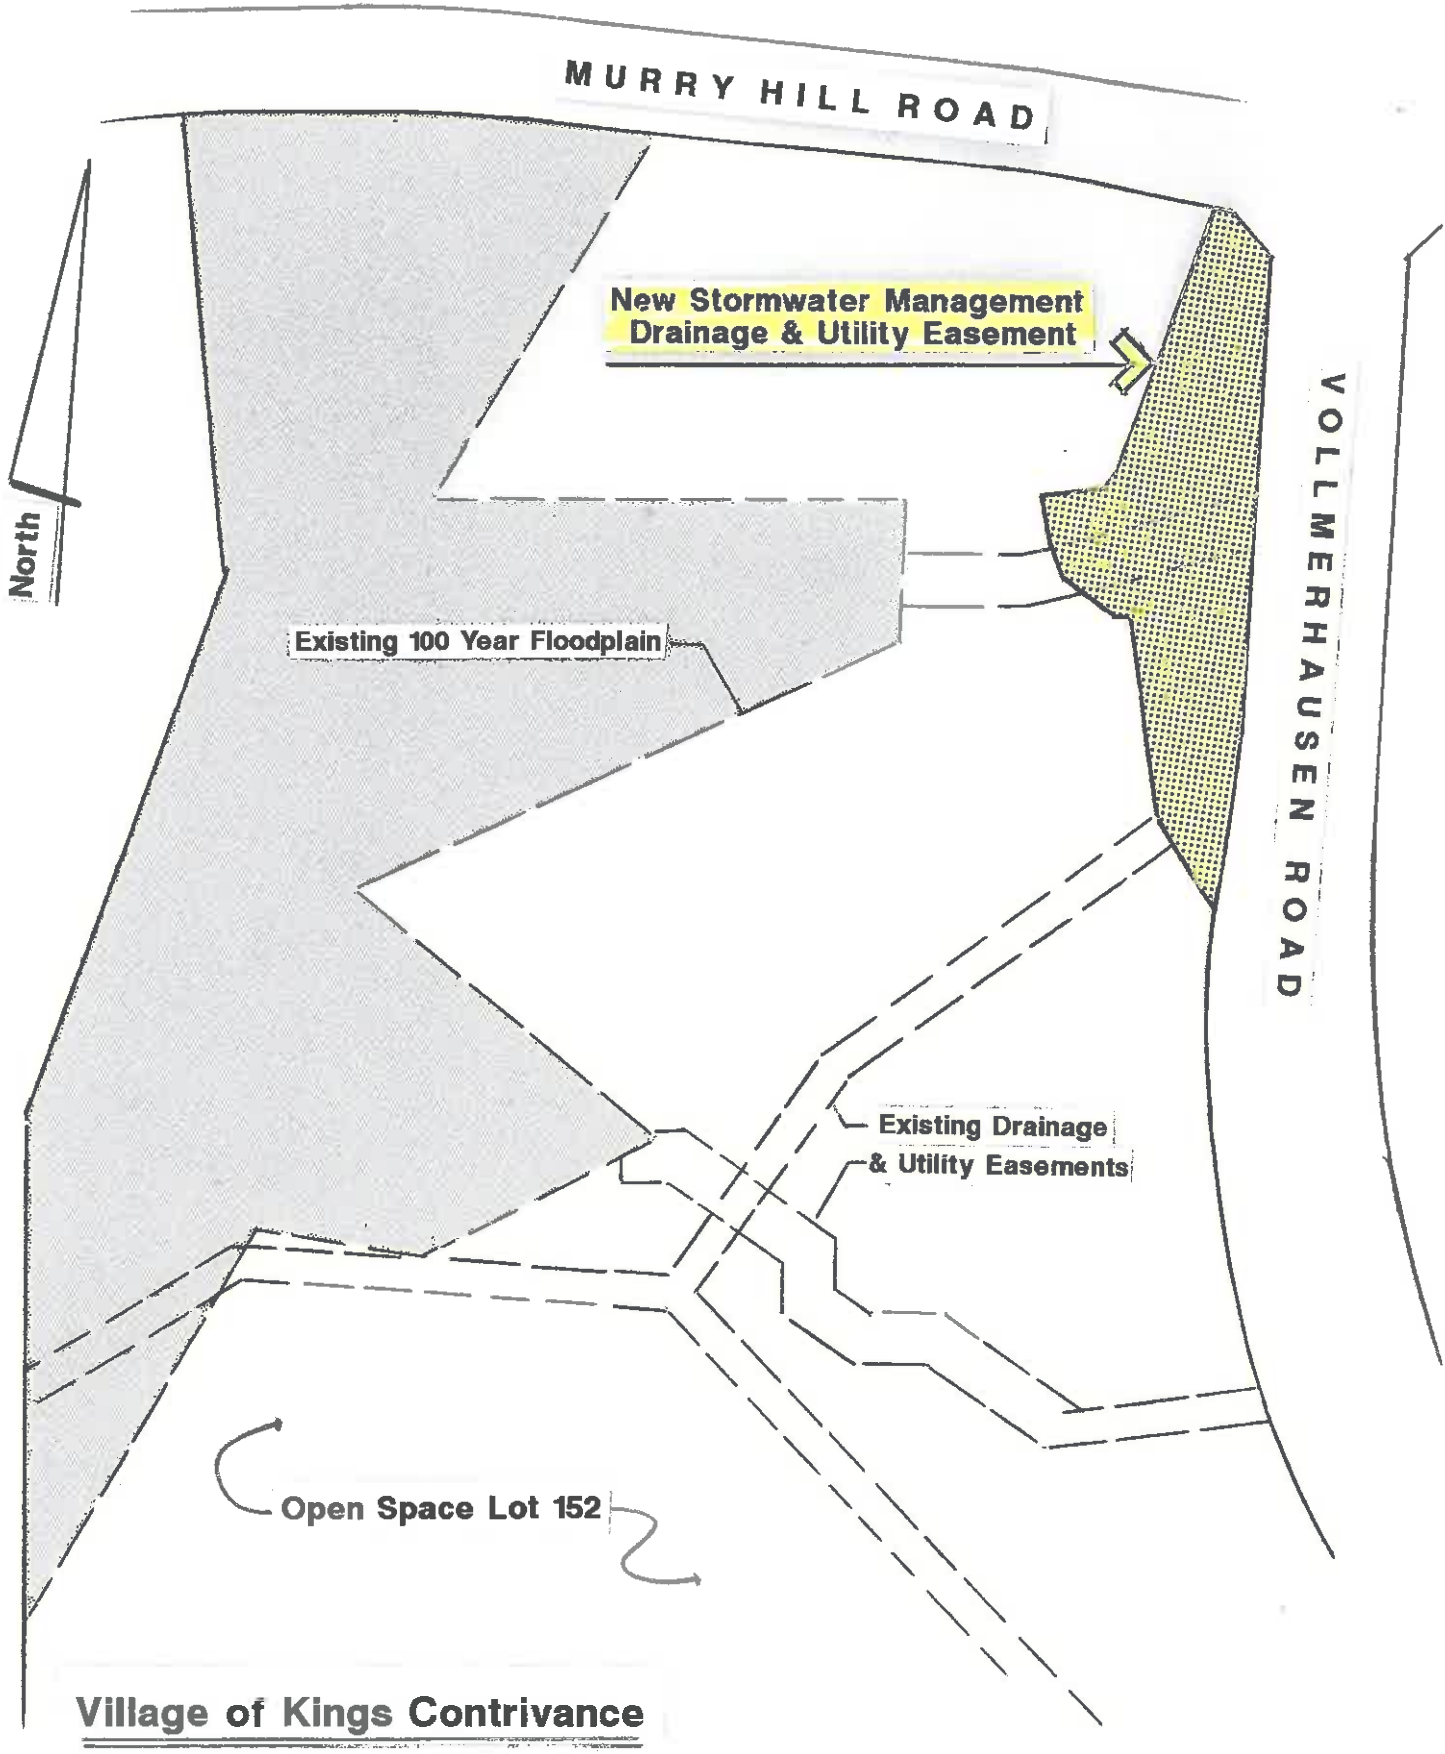 MURRY HILL ROAD
New Stormwater Management
Drainage & Utility Easement
VOLLMERHAUSEN ROAD
North
Existing 100 Year Floodplain
Existing Drainage
& Utility Easements
Open Space Lot 152
Village of Kings Contrivance